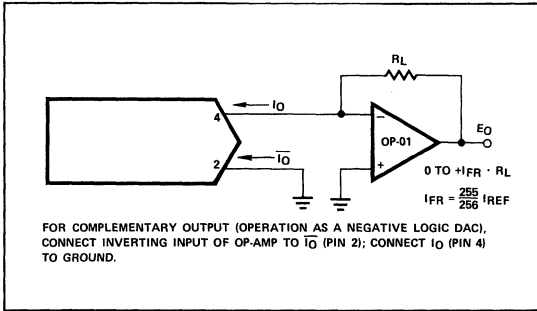 RL
4
IO
2
IO
−
+
OP-01
EO
0 TO +IFR · RL
IFR = 255/256 IREF
FOR COMPLEMENTARY OUTPUT (OPERATION AS A NEGATIVE LOGIC DAC),
CONNECT INVERTING INPUT OF OP-AMP TO I̅O̅ (PIN 2); CONNECT IO (PIN 4)
TO GROUND.